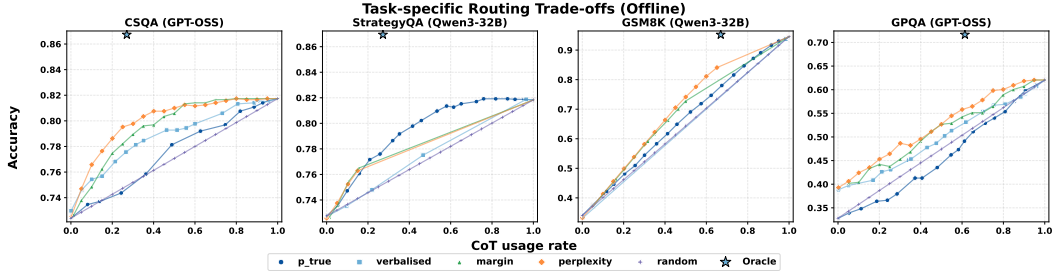 Task-specific Routing Trade-offs (Offline)
CSQA (GPT-OSS)
StrategyQA (Qwen3-32B)
GSM8K (Qwen3-32B)
GPQA (GPT-OSS)
Accuracy
0.86
0.84
0.82
0.80
0.78
0.76
0.74
0.0 0.2 0.4 0.6 0.8 1.0
0.86
0.84
0.82
0.80
0.78
0.76
0.74
0.0 0.2 0.4 0.6 0.8 1.0
0.9
0.8
0.7
0.6
0.5
0.4
0.0 0.2 0.4 0.6 0.8 1.0
0.70
0.65
0.60
0.55
0.50
0.45
0.40
0.35
0.0 0.2 0.4 0.6 0.8 1.0
CoT usage rate
p_true verbalised margin perplexity random Oracle